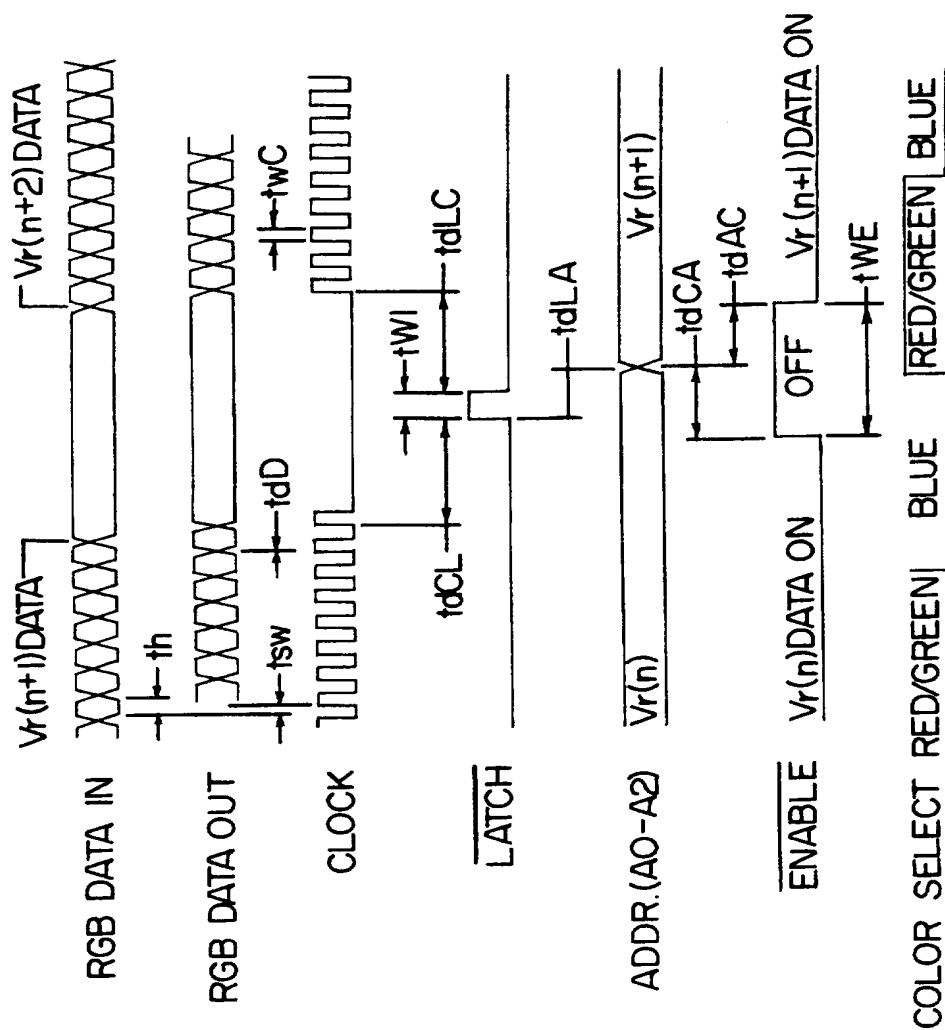 Vr(n+1)DATA
Vr(n+2)DATA
RGB DATA IN
th
RGB DATA OUT
tsw
tdD
twC
CLOCK
tdCL
tWI
tdLC
LATCH
tdLA
ADDR.(A0-A2)
Vr(n)
Vr(n+1)
tdCA
tdAC
ENABLE
Vr(n)DATA ON
OFF
Vr(n+1)DATA ON
tWE
COLOR SELECT RED/GREEN BLUE RED/GREEN BLUE